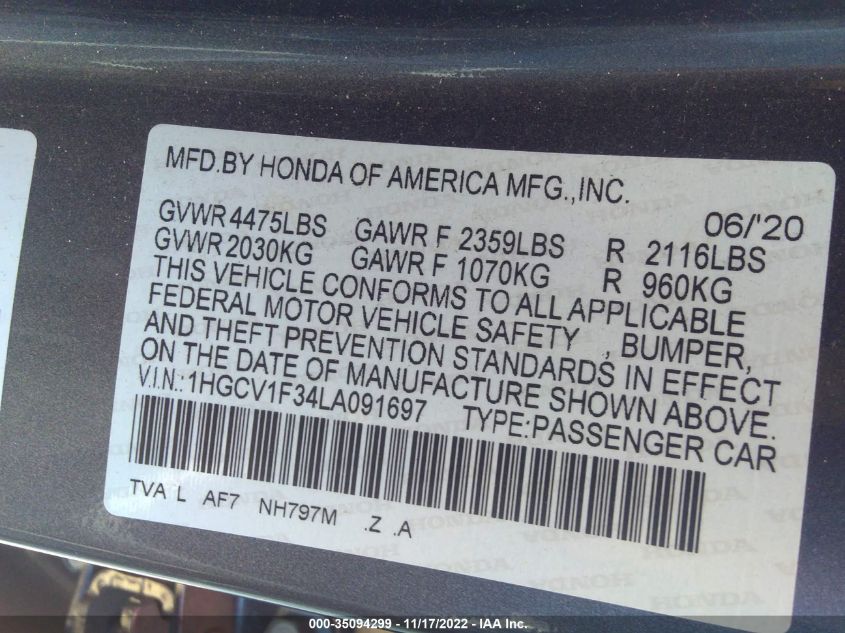 MFD.BY HONDA OF AMERICA MFG.,INC.
06/'20
GVWR 4475LBS GAWR F 2359LBS R 2116LBS
GVWR 2030KG GAWR F 1070KG R 960KG
THIS VEHICLE CONFORMS TO ALL APPLICABLE
FEDERAL MOTOR VEHICLE SAFETY , BUMPER,
AND THEFT PREVENTION STANDARDS IN EFFECT
ON THE DATE OF MANUFACTURE SHOWN ABOVE.
V.I.N.:1HGCV1F34LA091697 TYPE:PASSENGER CAR
TVA L AF7 NH797M .Z .A
000-35094299 - 11/17/2022 - IAA Inc.